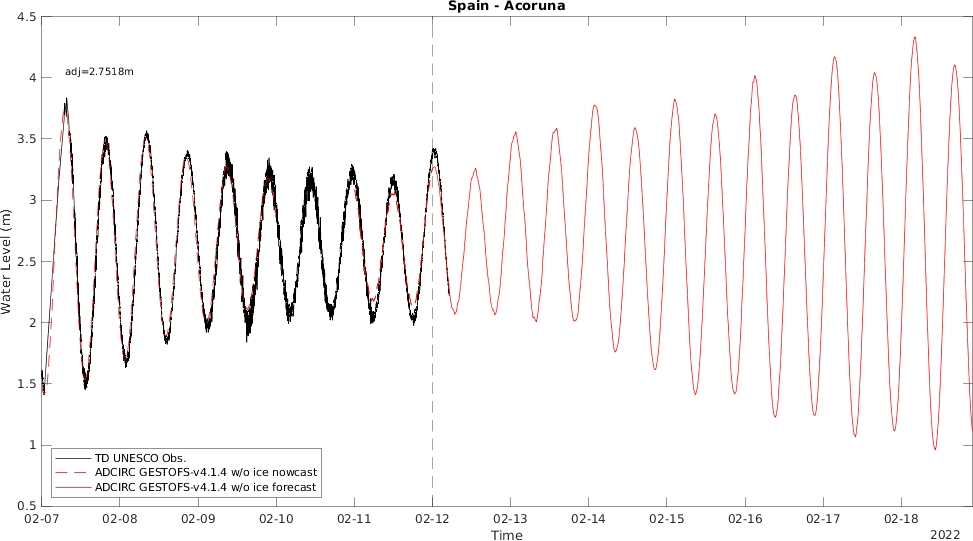 Spain - Acoruna
4.5
4
3.5
3
2.5
2
1.5
1
0.5
Water Level (m)
adj=2.7518m
TD UNESCO Obs.
ADCIRC GESTOFS-v4.1.4 w/o ice nowcast
ADCIRC GESTOFS-v4.1.4 w/o ice forecast
02-07 02-08 02-09 02-10 02-11 02-12 02-13 02-14 02-15 02-16 02-17 02-18
Time
2022